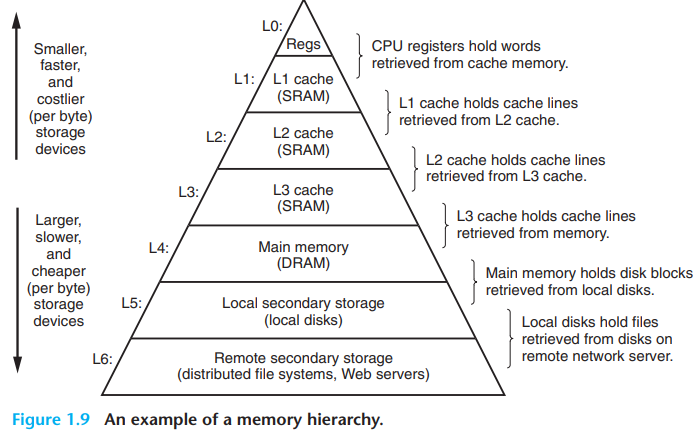 L0:
Regs
CPU registers hold words
retrieved from cache memory.
Smaller,
faster,
and
costlier
(per byte)
storage
devices
L1:
L1 cache
(SRAM)
L1 cache holds cache lines
retrieved from L2 cache.
L2:
L2 cache
(SRAM)
L2 cache holds cache lines
retrieved from L3 cache.
L3:
L3 cache
(SRAM)
L3 cache holds cache lines
retrieved from memory.
Larger,
slower,
and
cheaper
(per byte)
storage
devices
L4:
Main memory
(DRAM)
Main memory holds disk blocks
retrieved from local disks.
L5:
Local secondary storage
(local disks)
Local disks hold files
retrieved from disks on
remote network server.
L6:
Remote secondary storage
(distributed file systems, Web servers)
Figure 1.9 An example of a memory hierarchy.